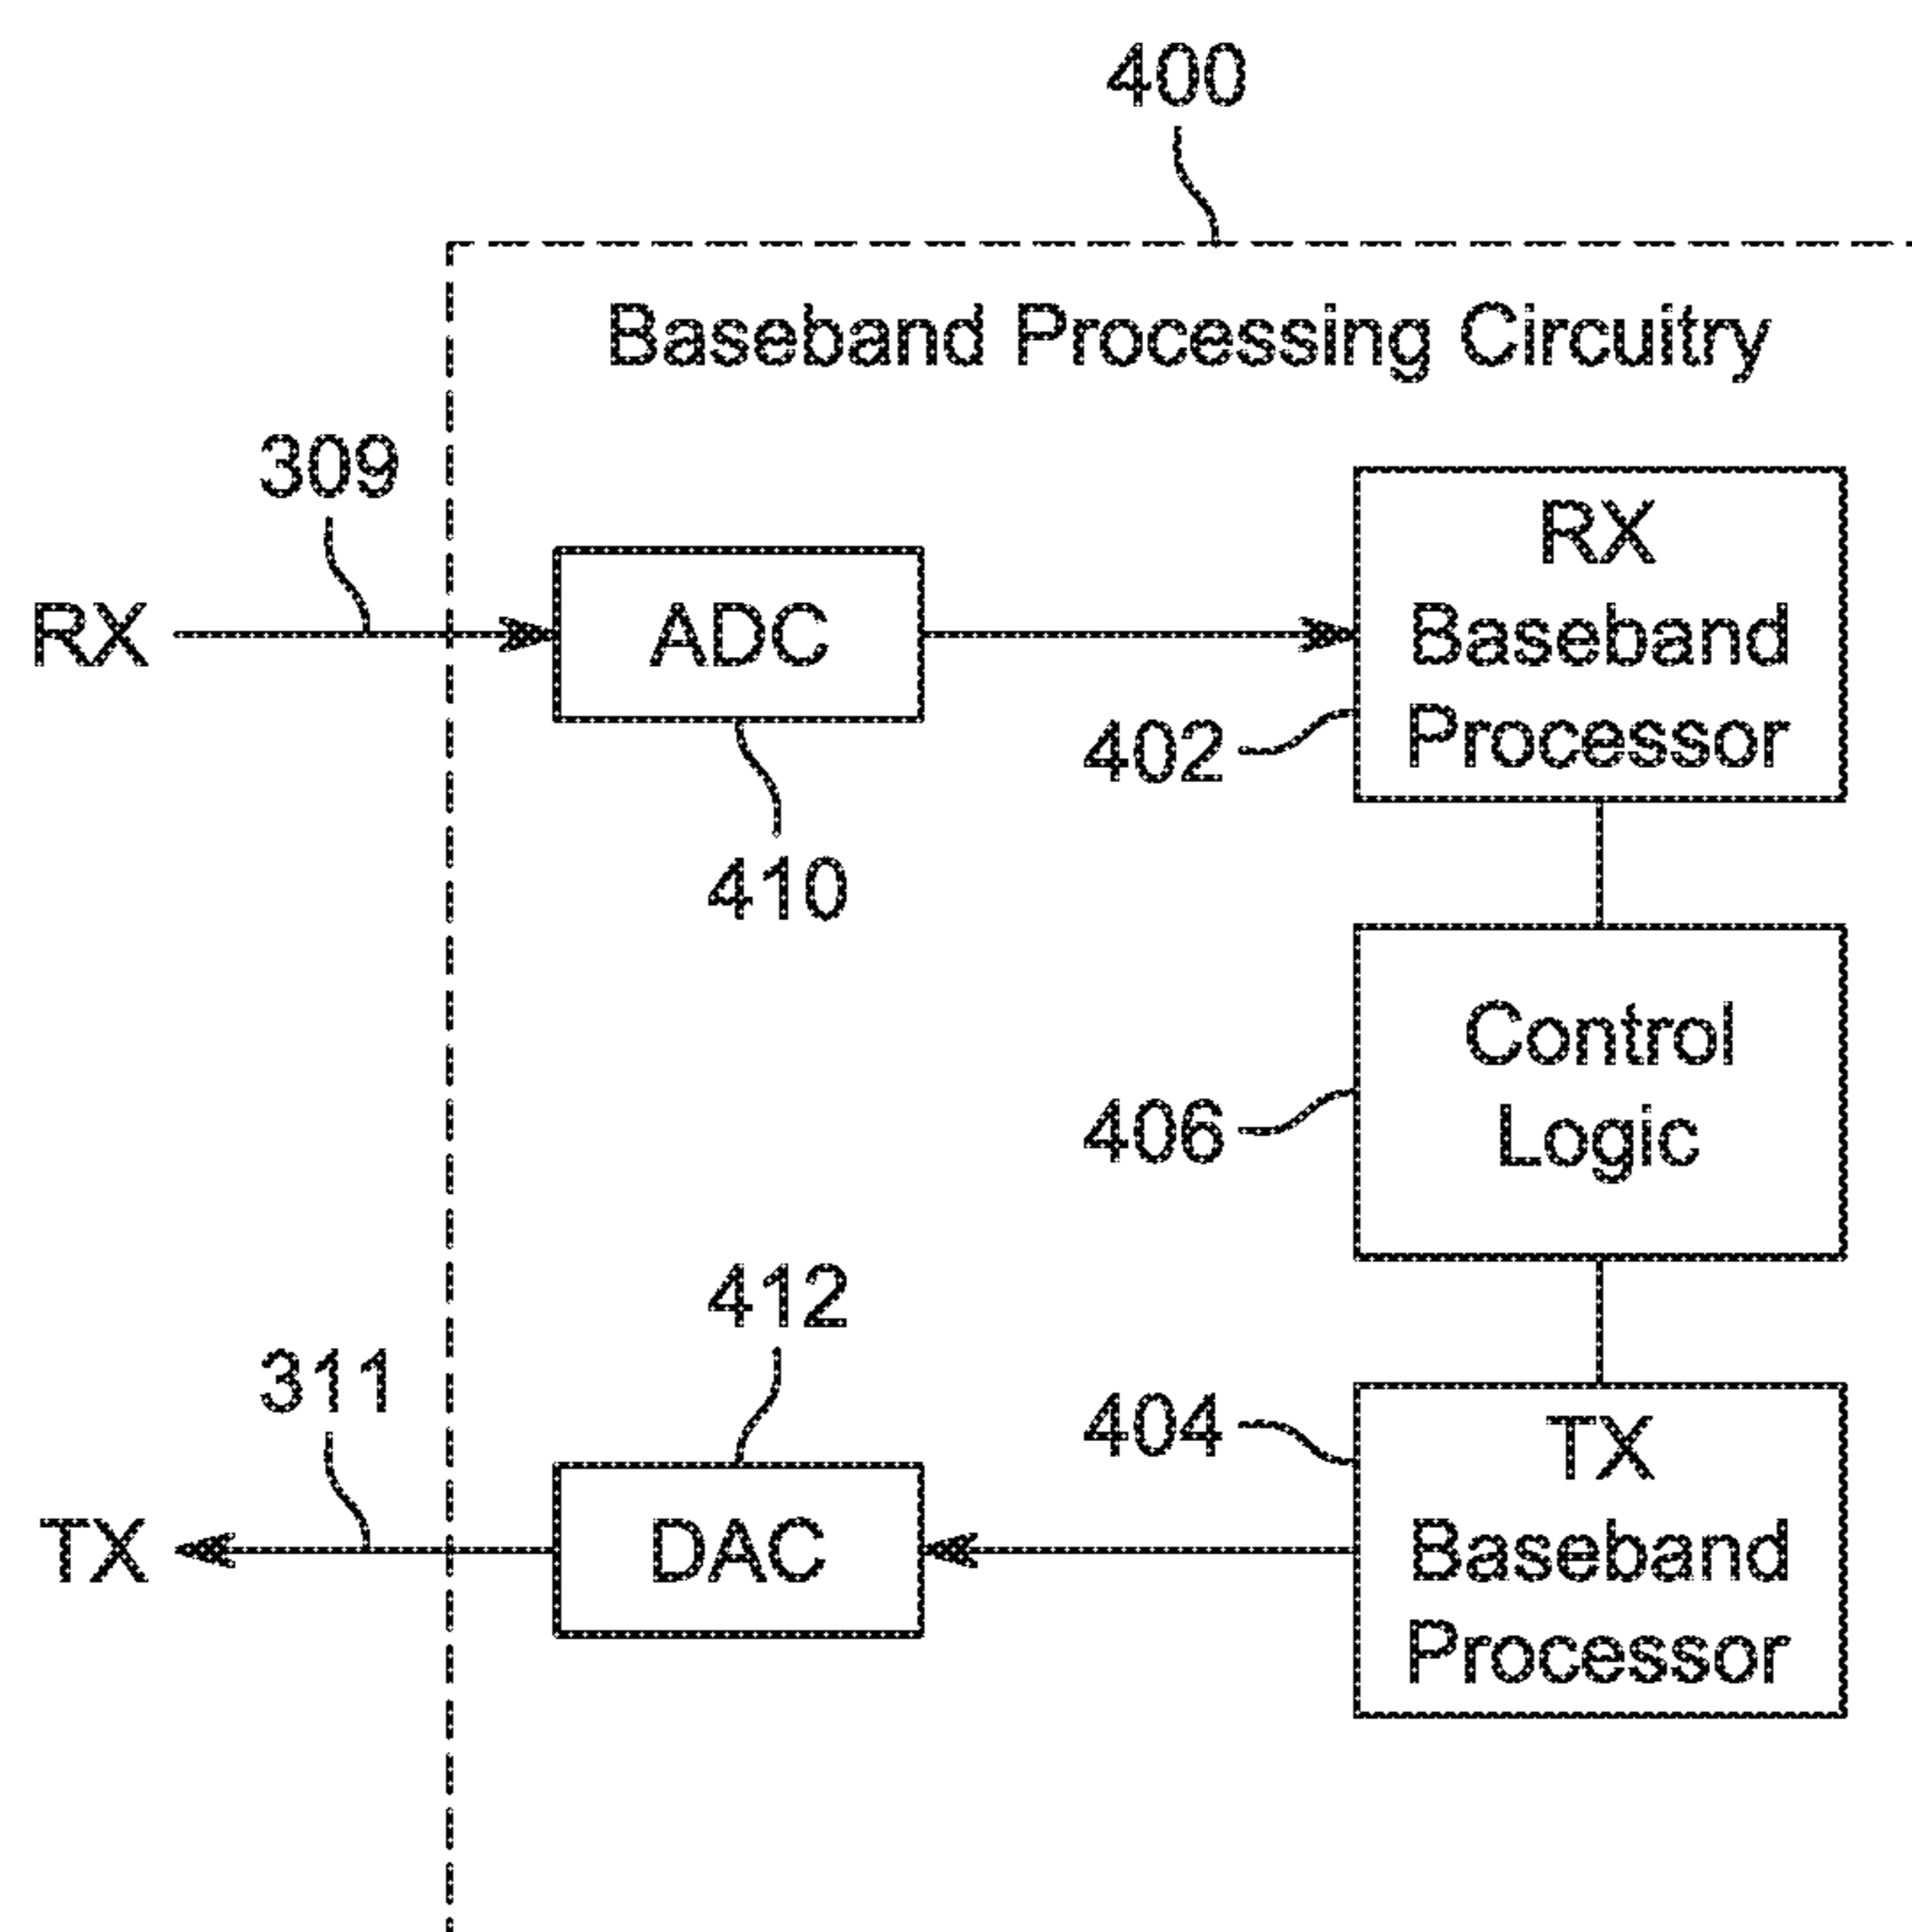 400
Baseband Processing Circuitry
309
RX
ADC
RX
Baseband
Processor
402
410
Control
Logic
406
412
311
404
TX
DAC
TX
Baseband
Processor